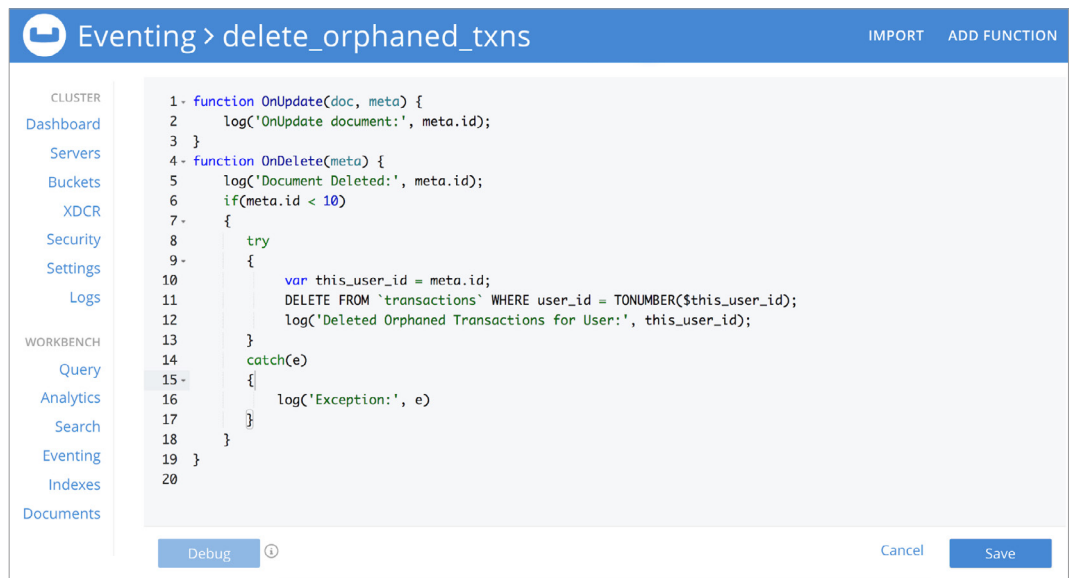 Eventing > delete_orphaned_txns
IMPORT ADD FUNCTION
CLUSTER
Dashboard
Servers
Buckets
XDCR
Security
Settings
Logs
WORKBENCH
Query
Analytics
Search
Eventing
Indexes
Documents
1 function OnUpdate(doc, meta) {
2     log('OnUpdate document:', meta.id);
3 }
4 function OnDelete(meta) {
5     log('Document Deleted:', meta.id);
6     if(meta.id < 10)
7     {
8        try
9        {
10             var this_user_id = meta.id;
11             DELETE FROM `transactions` WHERE user_id = TONUMBER($this_user_id);
12             log('Deleted Orphaned Transactions for User:', this_user_id);
13        }
14        catch(e)
15        {
16            log('Exception:', e)
17        }
18     }
19 }
20
Debug
Cancel Save